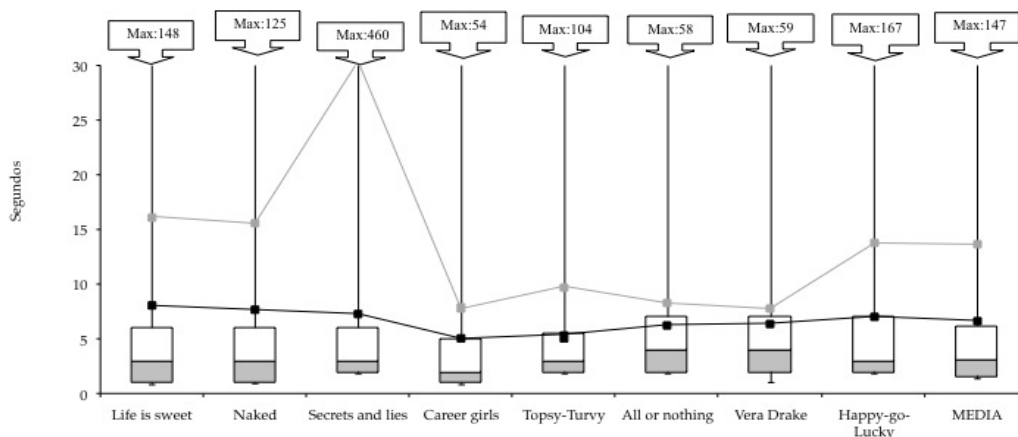 Max:148
Max:125
Max:460
Max:54
Max:104
Max:58
Max:59
Max:167
Max:147
Segundos
30
25
20
15
10
5
0
Life is sweet
Naked
Secrets and lies
Career girls
Topsy-Turvy
All or nothing
Vera Drake
Happy-go-
Lucky
MEDIA